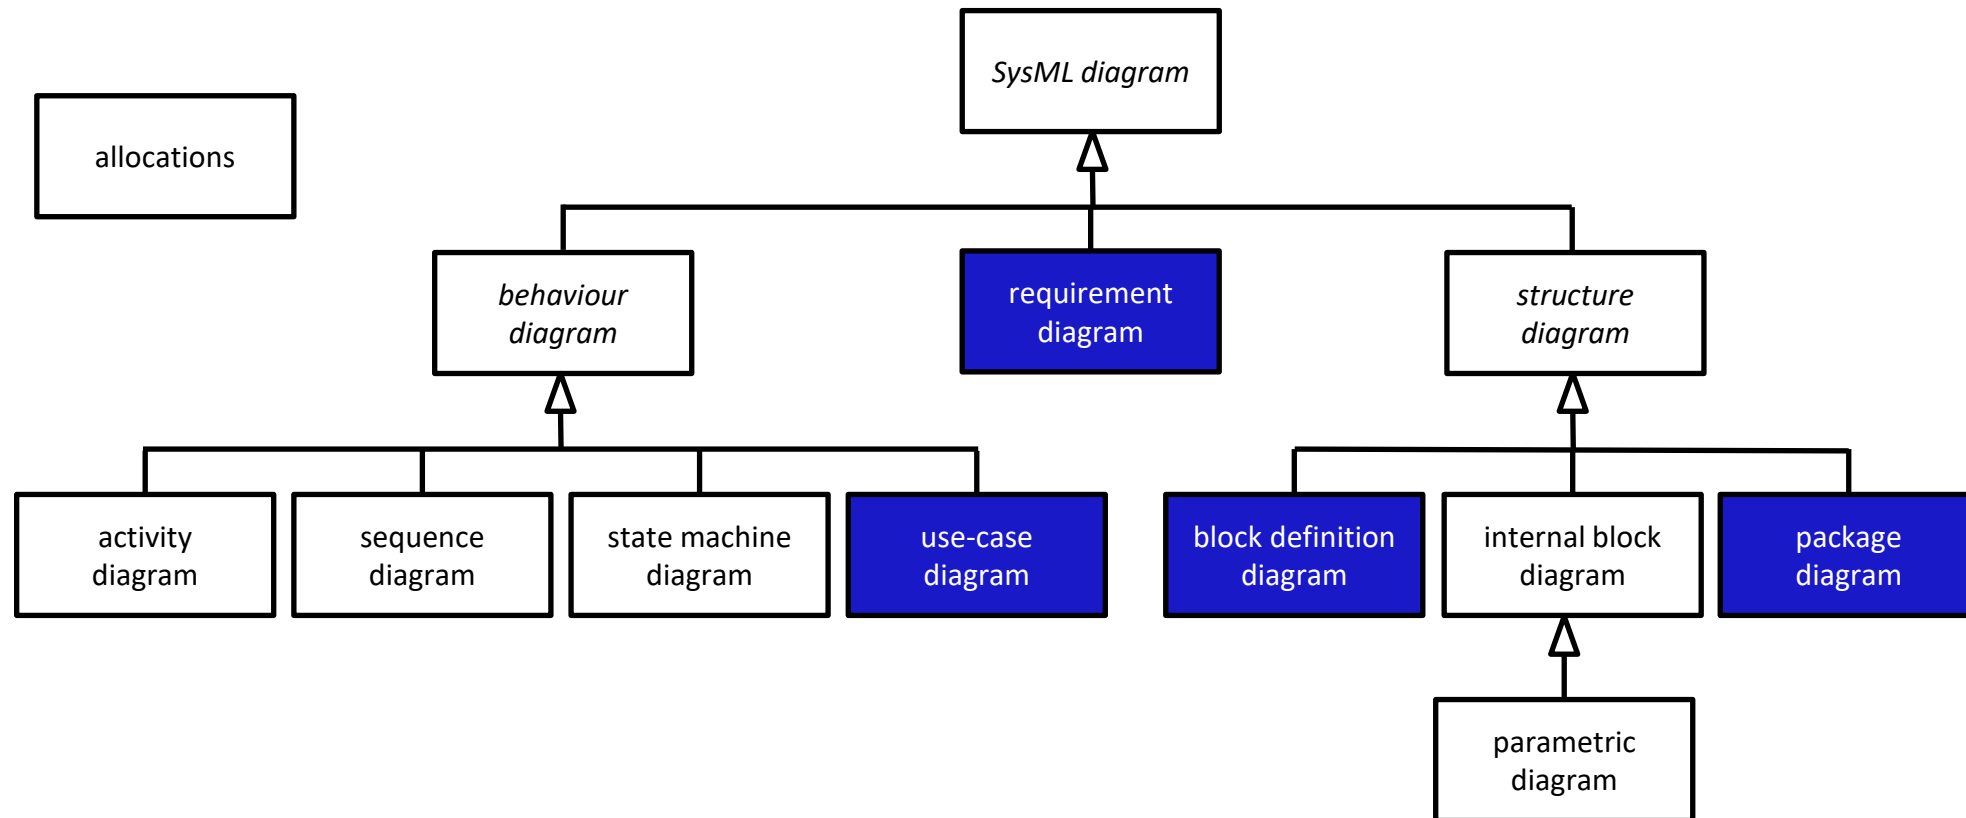 SysML diagram
allocations
behaviour
diagram
requirement
diagram
structure
diagram
activity
diagram
sequence
diagram
state machine
diagram
use-case
diagram
block definition
diagram
internal block
diagram
package
diagram
parametric
diagram